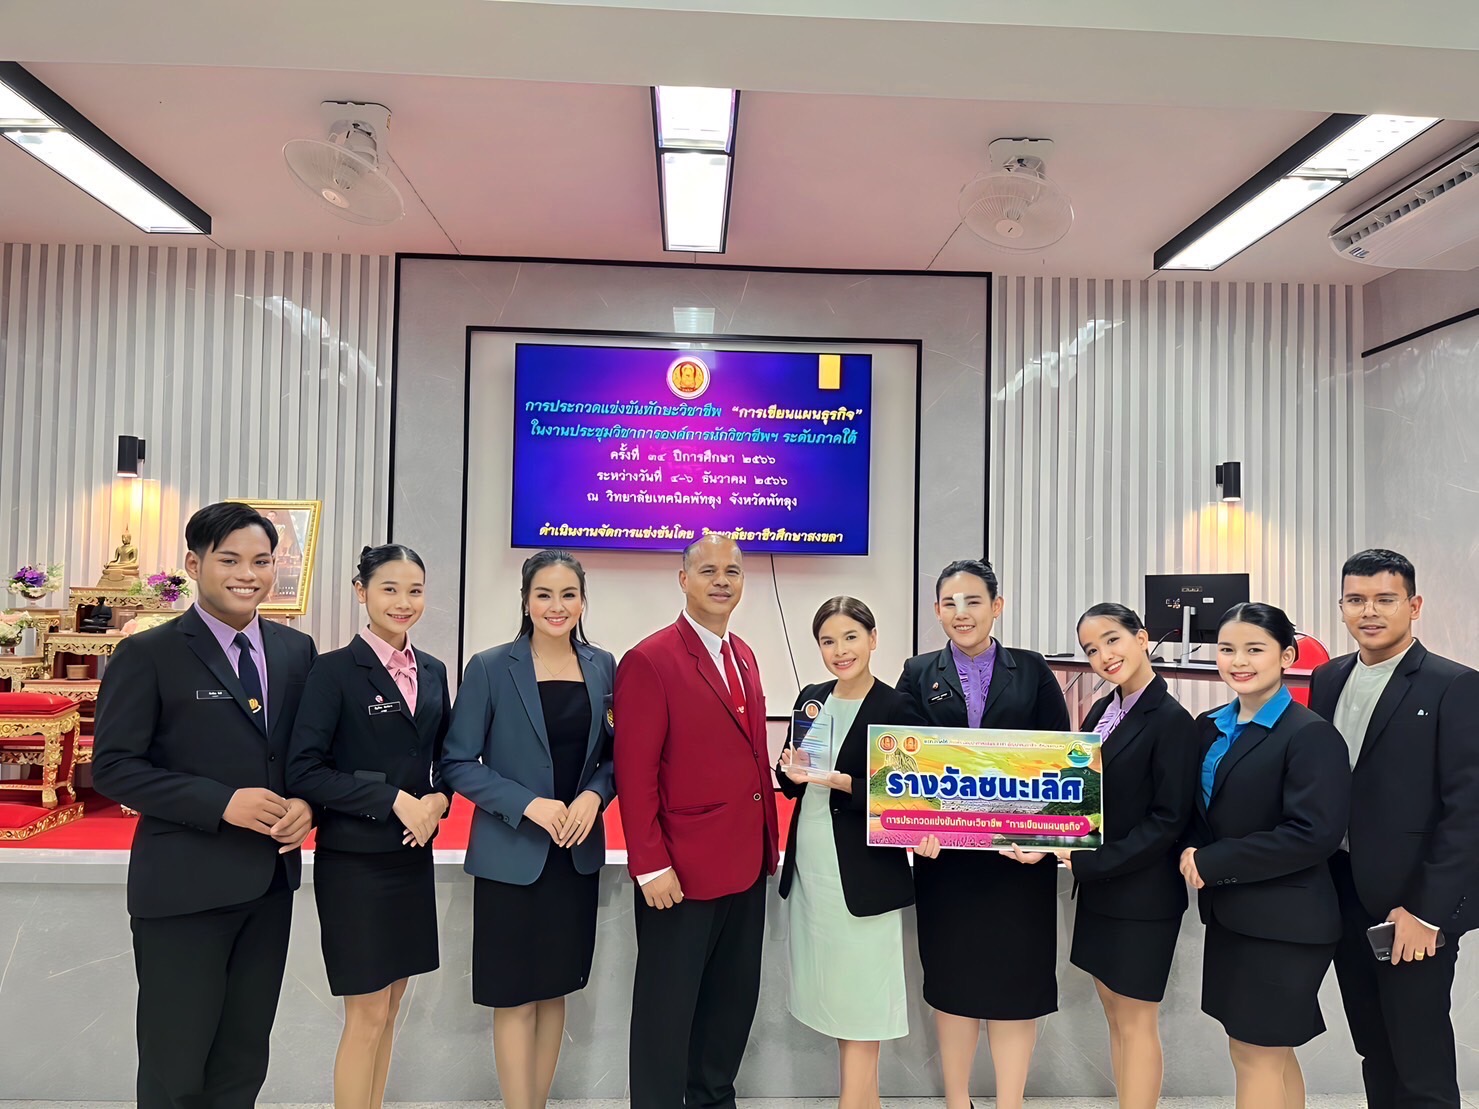 การประกวดแข่งขันทักษะวิชาชีพ “การเขียนแผนธุรกิจ”
ในงานประชุมวิชาการองค์การนักวิชาชีพฯ ระดับภาคใต้
ครั้งที่ ๓๔ ปีการศึกษา ๒๕๖๖
ระหว่างวันที่ ๔-๖ ธันวาคม ๒๕๖๖
ณ วิทยาลัยเทคนิคพัทลุง จังหวัดพัทลุง
ดำเนินงานจัดการแข่งขันโดย วิทยาลัยอาชีวศึกษาสงขลา
รางวัลชนะเลิศ
การประกวดแข่งขันทักษะวิชาชีพ "การเขียนแผนธุรกิจ"